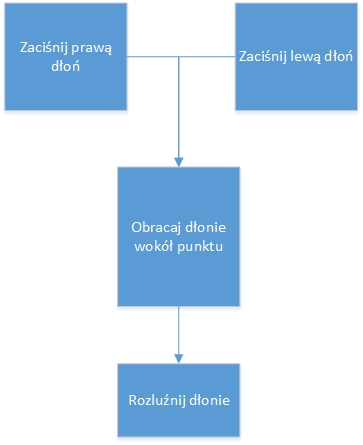 Zaciśnij prawą
dłoń
Zaciśnij lewą dłoń
Obracaj dłonie
wokół punktu
Rozluźnij dłonie